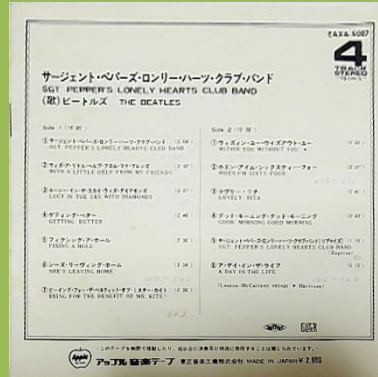 EAXA-5007
4
TRACK
STEREO
19 cm/s
サージェント・ペパーズ・ロンリー・ハーツ・クラブ・バンド
SGT PEPPER'S LONELY HEARTS CLUB BAND
(歌) ビートルズ THE BEATLES
Side 1
①サージェント・ペパーズ・ロンリー・ハーツ・クラブ・バンド
SGT PEPPER'S LONELY HEARTS CLUB BAND
②ウィズ・ア・リトル・ヘルプ・フロム・マイ・フレンズ
WITH A LITTLE HELP FROM MY FRIENDS
③ルーシー・イン・ザ・スカイ・ウィズ・ダイアモンズ
LUCY IN THE SKY WITH DIAMONDS
④ゲティング・ベター
GETTING BETTER
⑤フィクシング・ア・ホール
FIXING A HOLE
⑥シーズ・リーヴィング・ホーム
SHE'S LEAVING HOME
⑦ビーイング・フォー・ザ・ベネフィット・オブ・ミスター・カイト
BEING FOR THE BENEFIT OF MR. KITE!
Side 2
①ウィズイン・ユー・ウィズアウト・ユー
WITHIN YOU WITHOUT YOU
②ホエン・アイム・シックスティー・フォー
WHEN I'M SIXTY FOUR
③ラヴリー・リタ
LOVELY RITA
④グッド・モーニング・グッド・モーニング
GOOD MORNING GOOD MORNING
⑤サージェント・ペパーズ・ロンリー・ハーツ・クラブ・バンド(リプライズ)
SGT PEPPER'S LONELY HEARTS CLUB BAND
(Reprise)
⑥ア・デイ・イン・ザ・ライフ
A DAY IN THE LIFE
(Lennon-McCartney except * Harrison)
Apple
アップル音楽テープ 東芝音楽工業株式会社 MADE IN JAPAN ¥2,800